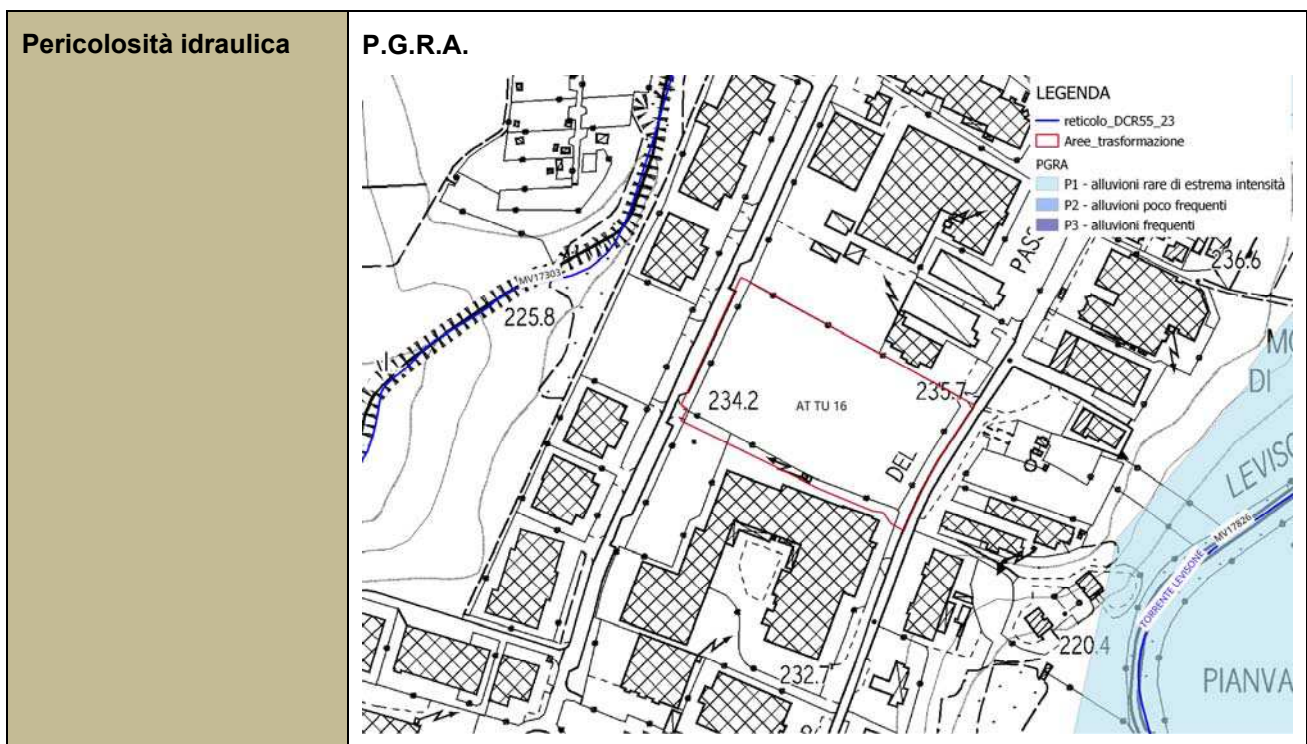 Pericolosità idraulica
P.G.R.A.
LEGENDA
reticolo_DCR55_23
Aree_trasformazione
PGRA
P1 - alluvioni rare di estrema intensità
P2 - alluvioni poco frequenti
P3 - alluvioni frequenti
236.6
PASS
MV17303
225.8
MO
DI
234.2
AT TU 16
235.7
DEL
LEVISO
MV17826
TORRENTE LEVISONE
220.4
232.7
PIANVA